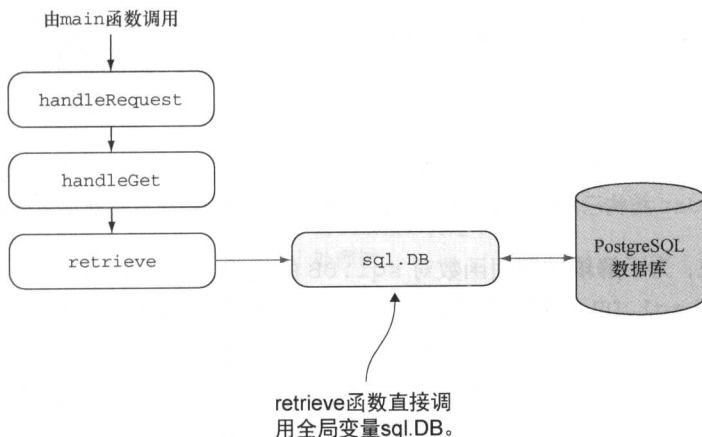 由main函数调用
handleRequest
handleGet
retrieve
sql.DB
PostgreSQL
数据库
retrieve函数直接调
用全局变量sql.DB。